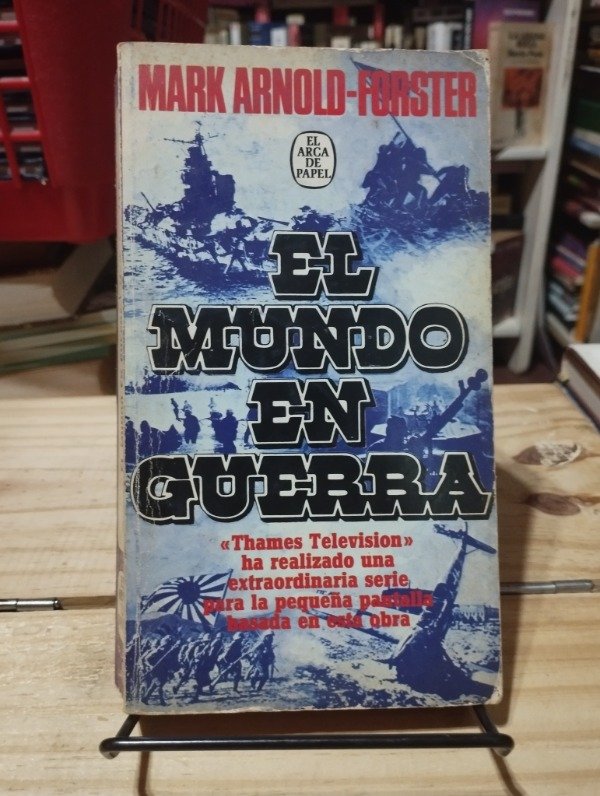 MARK ARNOLD-FORSTER
EL
ARCA
DE
PAPEL
EL
MUNDO
EN
GUERRA
«Thames Television»
ha realizado una
extraordinaria serie
para la pequeña pantalla
basada en esta obra